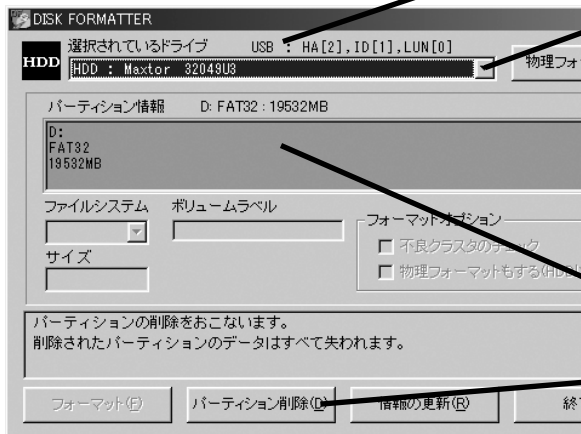 DISK FORMATTER
選択されているドライブ USB : HA[2],ID[1],LUN[0]
HDD
HDD : Maxtor 32049U3
物理フォー
パーティション情報 D: FAT32 : 19532MB
D:
FAT32
19532MB
ファイルシステム ボリュームラベル
フォーマットオプション
不良クラスタのチェック
サイズ
物理フォーマットもする(HDD
パーティションの削除をおこないます。
削除されたパーティションのデータはすべて失われます。
フォーマット(F) パーティション削除(D) 情報の更新(R) 終